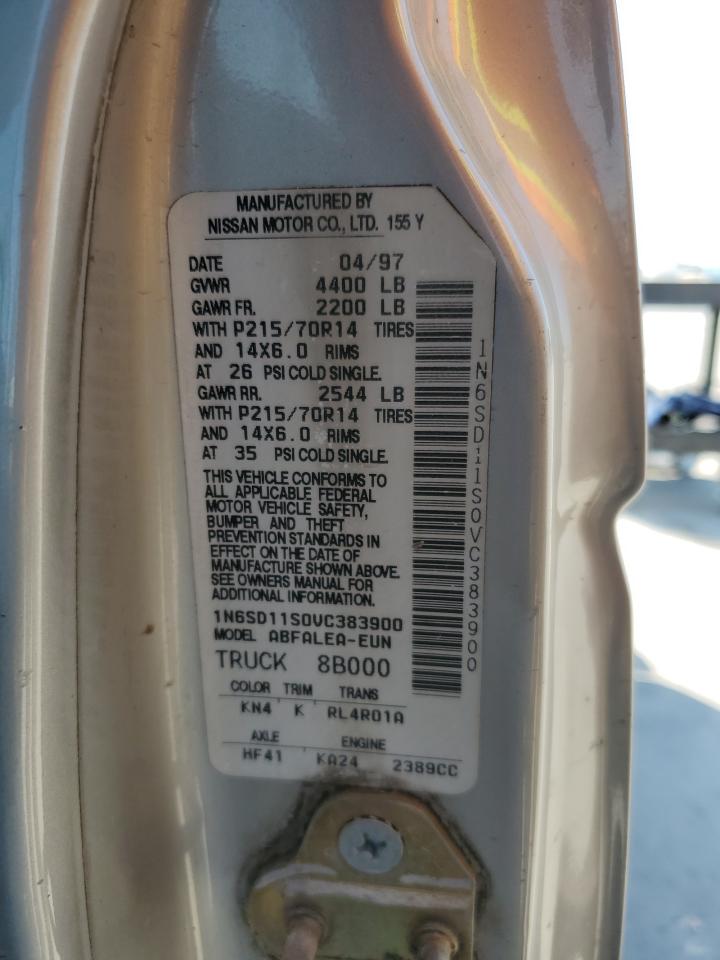 MANUFACTURED BY
NISSAN MOTOR CO., LTD. 155 Y
DATE 04/97
GVWR 4400 LB
GAWR FR. 2200 LB
WITH P215/70R14 TIRES
AND 14X6.0 RIMS
AT 26 PSI COLD SINGLE.
GAWR RR. 2544 LB
WITH P215/70R14 TIRES
AND 14X6.0 RIMS
AT 35 PSI COLD SINGLE.
THIS VEHICLE CONFORMS TO
ALL APPLICABLE FEDERAL
MOTOR VEHICLE SAFETY,
BUMPER AND THEFT
PREVENTION STANDARDS IN
EFFECT ON THE DATE OF
MANUFACTURE SHOWN ABOVE.
SEE OWNERS MANUAL FOR
ADDITIONAL INFORMATION.
1N6SD11S0VC383900
MODEL ABFALEA-EUN
TRUCK 8B000
COLOR TRIM TRANS
KN4 K RL4R01A
AXLE ENGINE
HF41 KA24 2389CC
1N6SD11S0VC383900